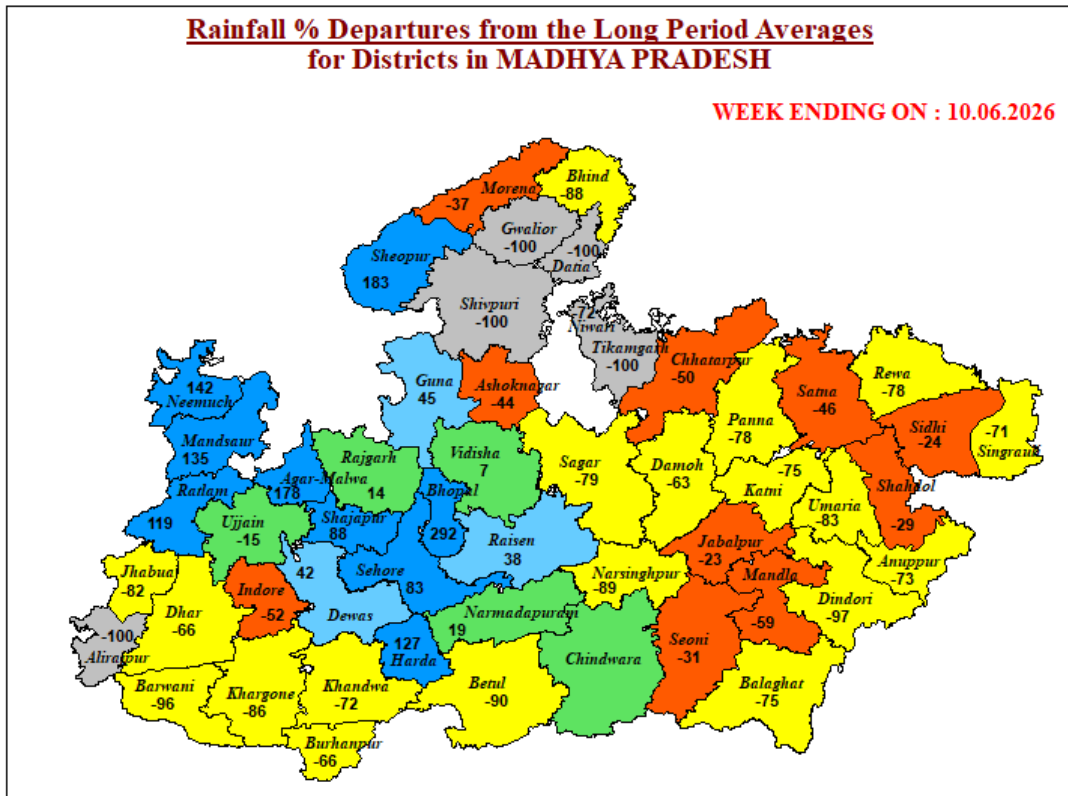 Rainfall % Departures from the Long Period Averages
for Districts in MADHYA PRADESH
WEEK ENDING ON : 10.06.2026
Bhind
-88
Morena
-37
Gwalior
-100
-100
Datia
Sheopur
183
Shivpuri
-100
-72
Niwari
Tikamgarh
-100
Chhatarpur
-50
Guna
45
Ashoknagar
-44
142
Neemuch
Mandsaur
135
Ratlam
119
Agar-Malwa
178
Rajgarh
14
Vidisha
7
Sagar
-79
Damoh
-63
Panna
-78
Satna
-46
Rewa
-78
Sidhi
-24
-71
Singrauli
-75
Katni
Umaria
-83
Shahdol
-29
Anuppur
-73
Ujjain
-15
Shajapur
88
Bhopal
292
Raisen
38
Sehore
83
42
Dewas
Jabalpur
-23
Mandla
-59
Dindori
-97
Narsinghpur
-89
Jhabua
-82
Dhar
-66
Indore
-52
-100
Alirajpur
127
Harda
Narmadapuram
19
Chindwara
Seoni
-31
Balaghat
-75
Barwani
-96
Khargone
-86
Khandwa
-72
Betul
-90
Burhanpur
-66